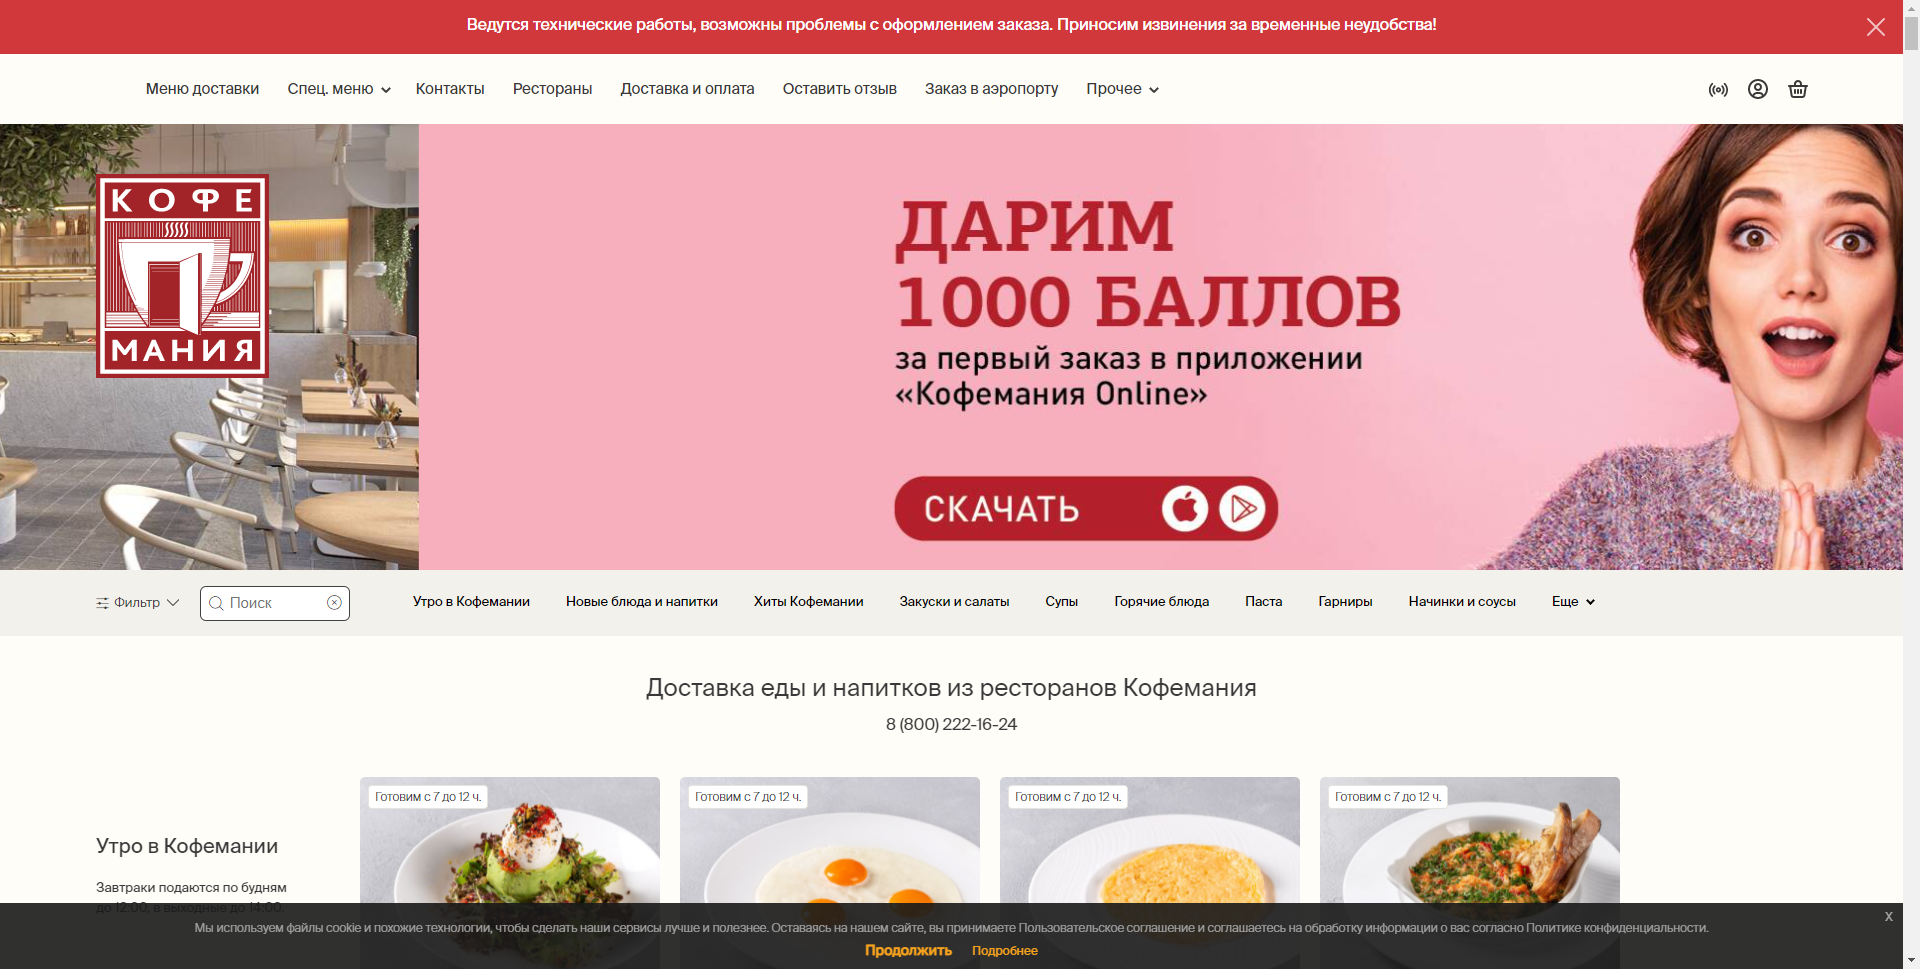 Ведутся технические работы, возможны проблемы с оформлением заказа. Приносим извинения за временные неудобства!
Меню доставки Спец. меню Контакты Рестораны Доставка и оплата Оставить отзыв Заказ в аэропорту Прочее
КОФЕ
МАНИЯ
ДАРИМ
1000 БАЛЛОВ
за первый заказ в приложении
«Кофемания Online»
СКАЧАТЬ
Фильтр Поиск Утро в Кофемании Новые блюда и напитки Хиты Кофемании Закуски и салаты Супы Горячие блюда Паста Гарниры Начинки и соусы Еще
Доставка еды и напитков из ресторанов Кофемания
8 (800) 222-16-24
Готовим с 7 до 12 ч. Готовим с 7 до 12 ч. Готовим с 7 до 12 ч. Готовим с 7 до 12 ч.
Утро в Кофемании
Завтраки подаются по будням
до 12:00, в выходные до 14:00.
x
Мы используем файлы cookie и похожие технологии, чтобы сделать наши сервисы лучше и полезнее. Оставаясь на нашем сайте, вы принимаете Пользовательское соглашение и соглашаетесь на обработку информации о вас согласно Политике конфиденциальности.
Продолжить Подробнее